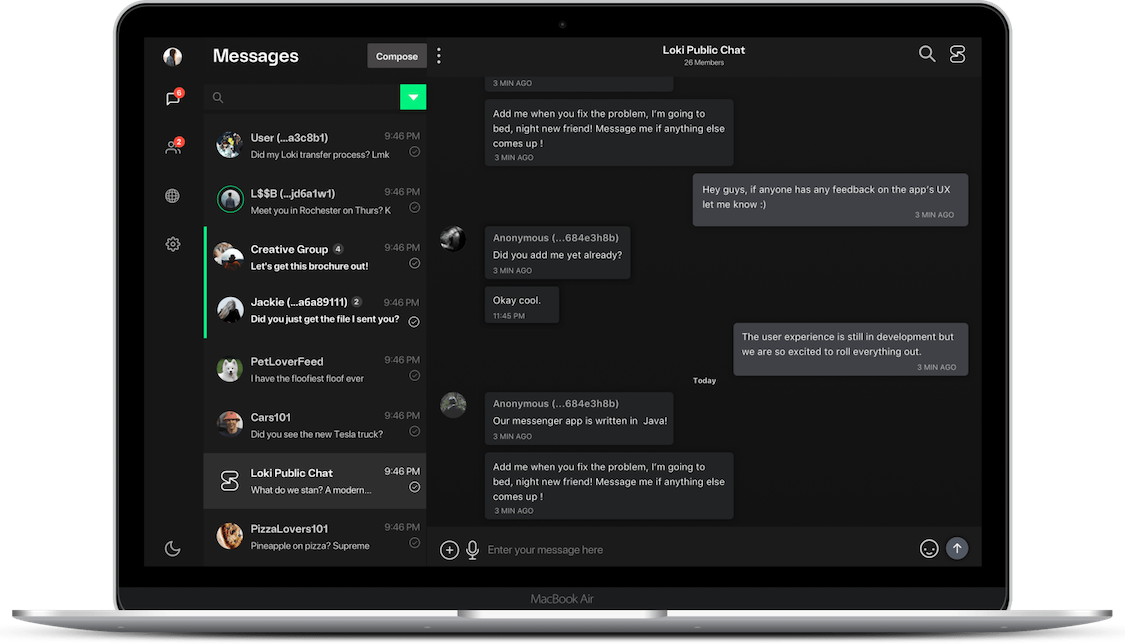 Messages
Compose
6
2
User (...a3c8b1)
9:46 PM
Did my Loki transfer process? Lmk
L$$B (...jd6a1w1)
9:46 PM
Meet you in Rochester on Thurs? K
Creative Group 4
9:46 PM
Let's get this brochure out!
Jackie (...a6a89111) 2
9:46 PM
Did you just get the file I sent you?
PetLoverFeed
9:46 PM
I have the floofiest floof ever
Cars101
9:46 PM
Did you see the new Tesla truck?
Loki Public Chat
9:46 PM
What do we stan? A modern...
PizzaLovers101
9:46 PM
Pineapple on pizza? Supreme
Loki Public Chat
26 Members
3 MIN AGO
Add me when you fix the problem, I'm going to
bed, night new friend! Message me if anything else
comes up !
3 MIN AGO
Hey guys, if anyone has any feedback on the app's UX
let me know :)
3 MIN AGO
Anonymous (...684e3h8b)
Did you add me yet already?
3 MIN AGO
Okay cool.
11:45 PM
The user experience is still in development but
we are so excited to roll everything out.
3 MIN AGO
Today
Anonymous (...684e3h8b)
Our messenger app is written in  Java!
3 MIN AGO
Add me when you fix the problem, I'm going to
bed, night new friend! Message me if anything else
comes up !
3 MIN AGO
Enter your message here
MacBook Air